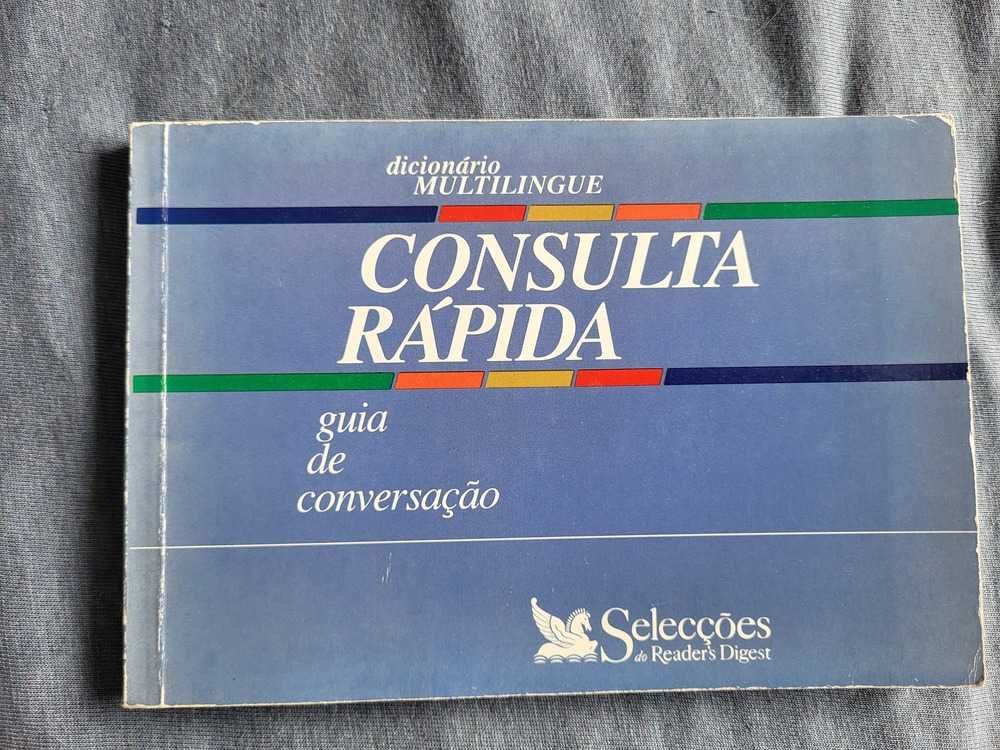 dicionário
MULTILINGUE
CONSULTA
RÁPIDA
guia
de
conversação
Selecções
do Reader's Digest